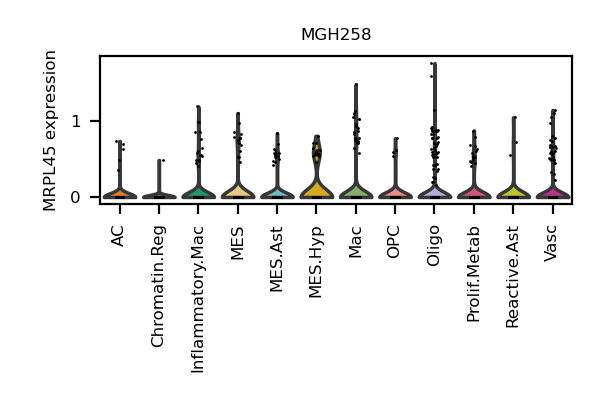 MGH258
MRPL45 expression
1
0
AC
Chromatin.Reg
Inflammatory.Mac
MES
MES.Ast
MES.Hyp
Mac
OPC
Oligo
Prolif.Metab
Reactive.Ast
Vasc